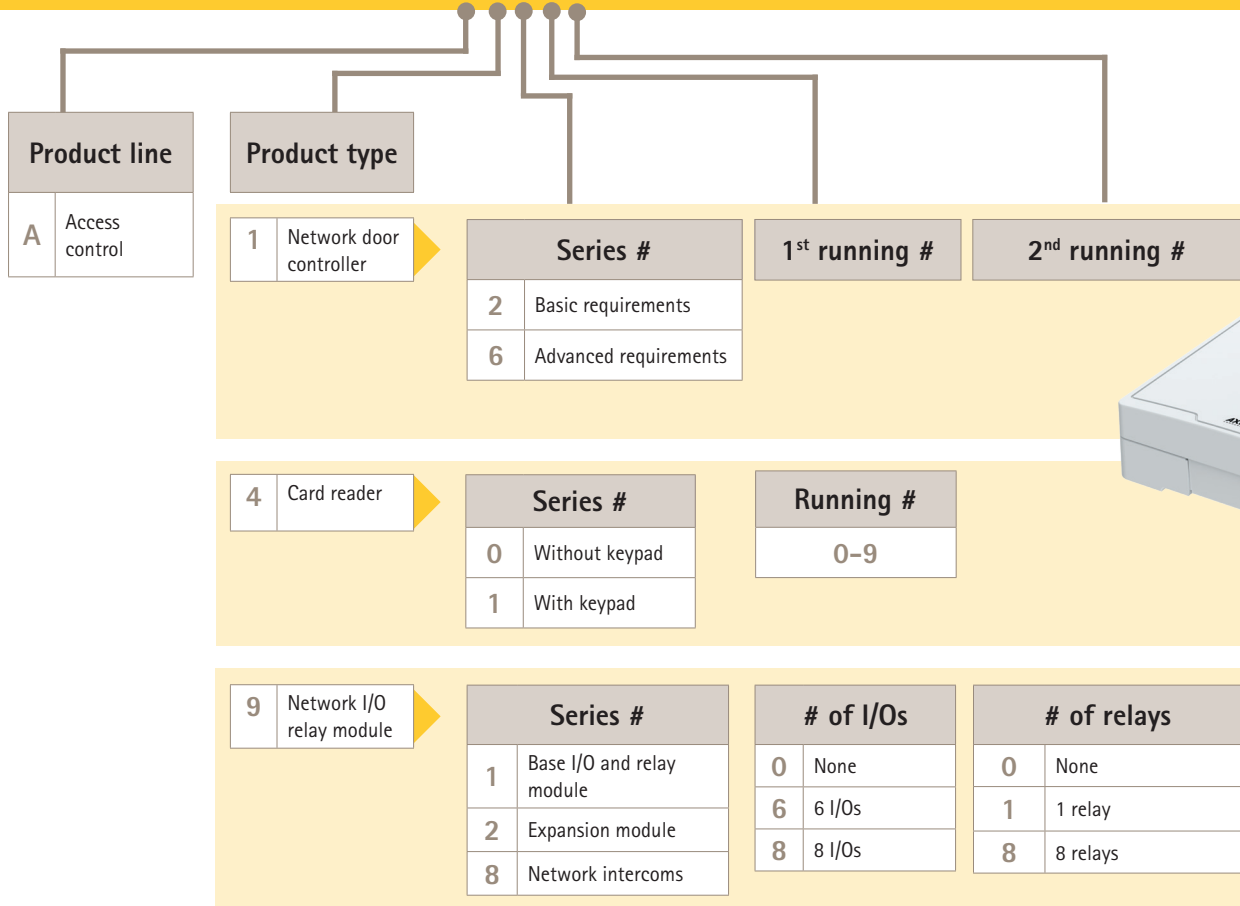 Product line
A
Access
control
Product type
1
Network door
controller
Series #
2
Basic requirements
6
Advanced requirements
1st running #
2nd running #
4
Card reader
Series #
0
Without keypad
1
With keypad
Running #
0-9
9
Network I/O
relay module
Series #
1
Base I/O and relay
module
2
Expansion module
8
Network intercoms
# of I/Os
0
None
6
6 I/Os
8
8 I/Os
# of relays
0
None
1
1 relay
8
8 relays